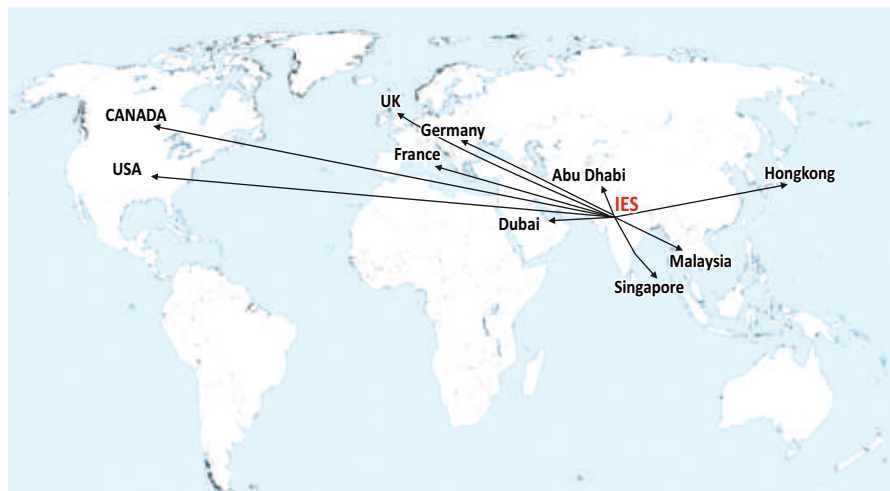 UK
CANADA
Germany
France
USA
Abu Dhabi
Hongkong
IES
Dubai
Malaysia
Singapore